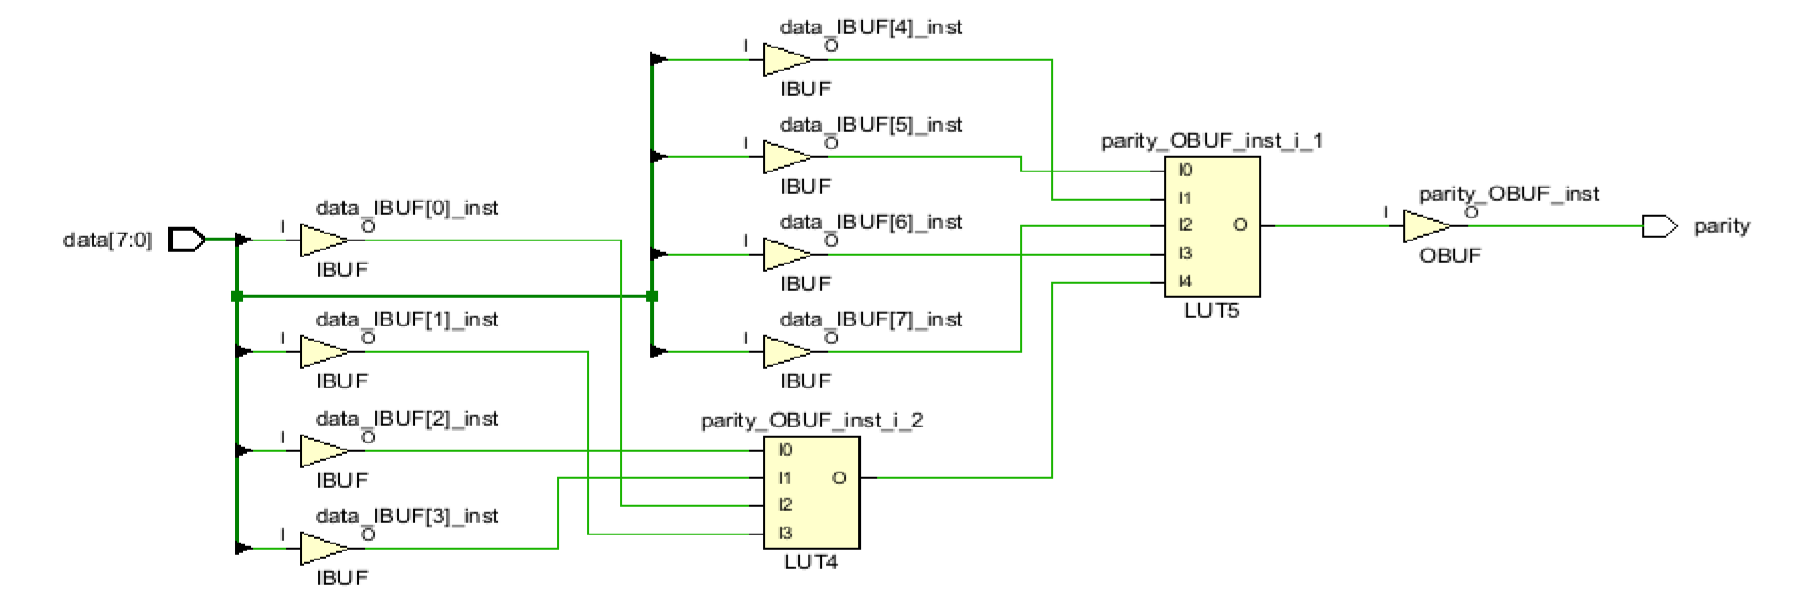 data[7:0]
data_IBUF[0]_inst
I
O
IBUF
data_IBUF[1]_inst
I
O
IBUF
data_IBUF[2]_inst
I
O
IBUF
data_IBUF[3]_inst
I
O
IBUF
data_IBUF[4]_inst
I
O
IBUF
data_IBUF[5]_inst
I
O
IBUF
data_IBUF[6]_inst
I
O
IBUF
data_IBUF[7]_inst
I
O
IBUF
parity_OBUF_inst_i_2
I0
I1
O
I2
I3
LUT4
parity_OBUF_inst_i_1
I0
I1
I2
O
I3
I4
LUT5
parity_OBUF_inst
I
O
OBUF
parity